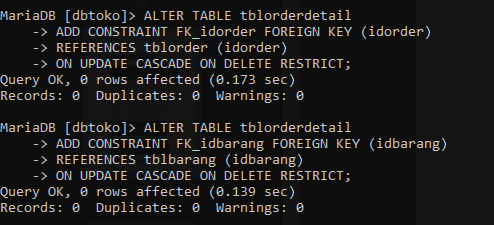 MariaDB [dbtoko]> ALTER TABLE tblorderdetail
    -> ADD CONSTRAINT FK_idorder FOREIGN KEY (idorder)
    -> REFERENCES tblorder (idorder)
    -> ON UPDATE CASCADE ON DELETE RESTRICT;
Query OK, 0 rows affected (0.173 sec)
Records: 0  Duplicates: 0  Warnings: 0

MariaDB [dbtoko]> ALTER TABLE tblorderdetail
    -> ADD CONSTRAINT FK_idbarang FOREIGN KEY (idbarang)
    -> REFERENCES tblbarang (idbarang)
    -> ON UPDATE CASCADE ON DELETE RESTRICT;
Query OK, 0 rows affected (0.139 sec)
Records: 0  Duplicates: 0  Warnings: 0